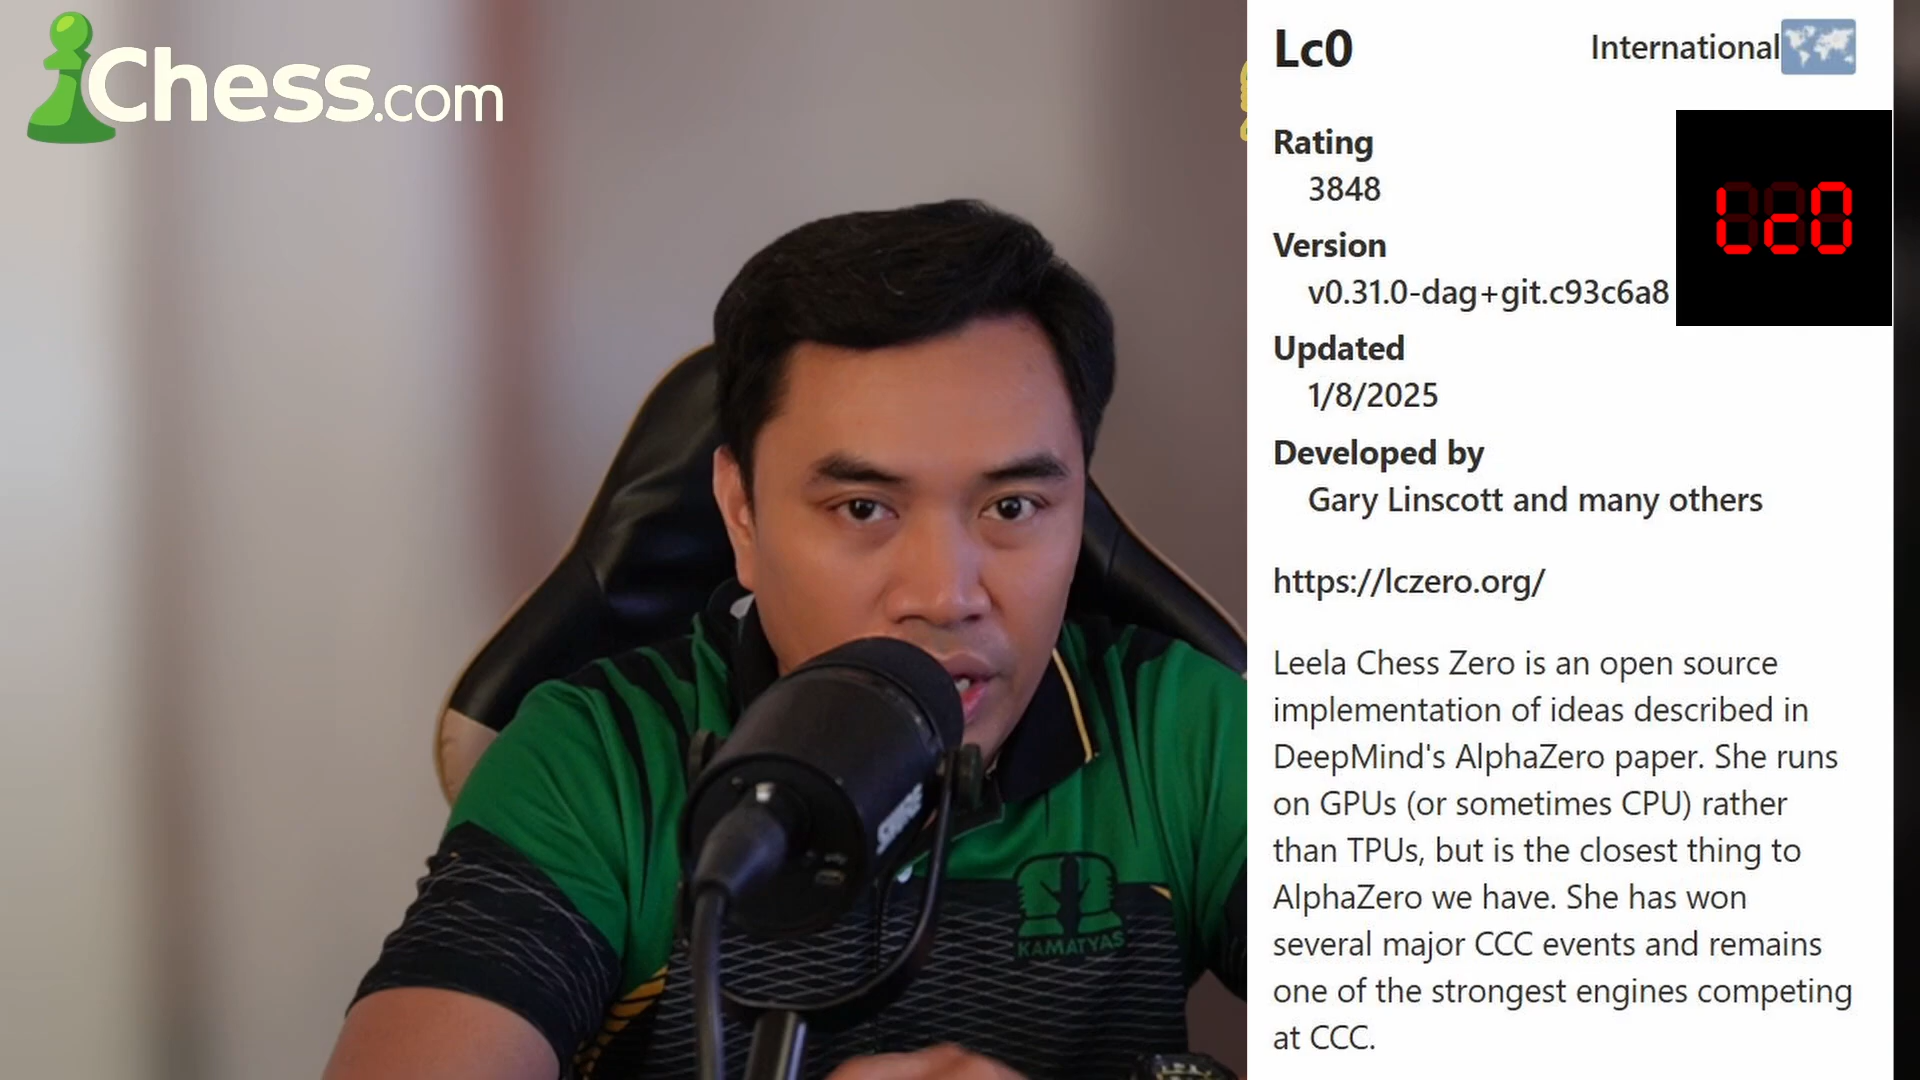 Chess.com
Lc0
International
Rating
3848
Lc0
Version
v0.31.0-dag+git.c93c6a8
Updated
1/8/2025
Developed by
Gary Linscott and many others
https://lczero.org/
Leela Chess Zero is an open source
implementation of ideas described in
DeepMind's AlphaZero paper. She runs
on GPUs (or sometimes CPU) rather
than TPUs, but is the closest thing to
AlphaZero we have. She has won
several major CCC events and remains
one of the strongest engines competing
at CCC.
SHURE
KAMATYAS